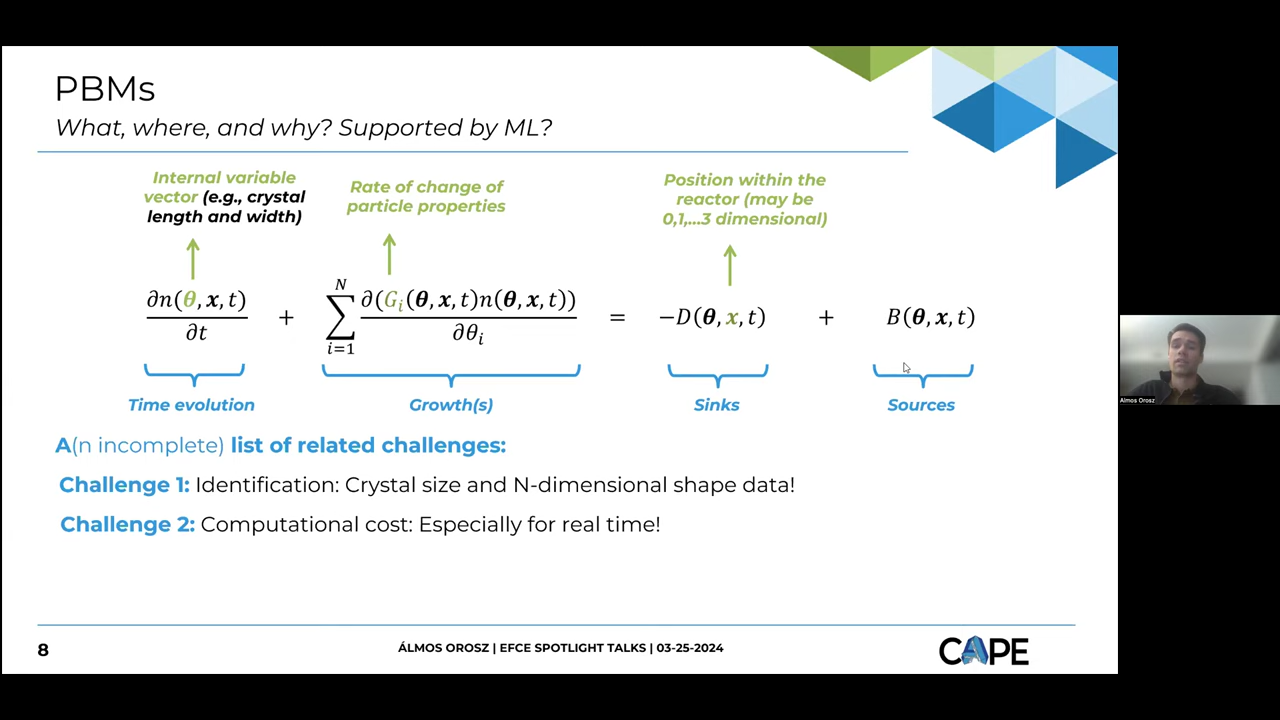 PBMs
What, where, and why? Supported by ML?
Internal variable
vector (e.g., crystal
length and width)
Rate of change of
particle properties
Position within the
reactor (may be
0,1,...3 dimensional)
∂n(θ, x, t)/∂t + ∑_{i=1}^{N} ∂(G_i(θ, x, t)n(θ, x, t))/∂θ_i = −D(θ, x, t) + B(θ, x, t)
Time evolution
Growth(s)
Sinks
Sources
A(n incomplete) list of related challenges:
Challenge 1: Identification: Crystal size and N-dimensional shape data!
Challenge 2: Computational cost: Especially for real time!
8
ÁLMOS OROSZ | EFCE SPOTLIGHT TALKS | 03-25-2024
CAPE
Álmos Orosz